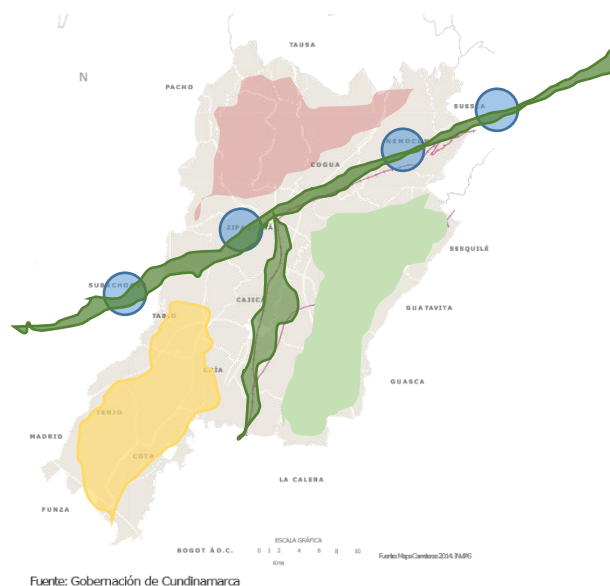 TAUSA
N
PACHO
SUESCA
NEMOCÓN
COGUA
ZIPAQUIRÁ
SESQUILÉ
SUBACHOQUE
CAJICÁ
GUATAVITA
TABIO
CHÍA
GUASCA
TENJO
MADRID
COTA
LA CALERA
FUNZA
ESCALA GRÁFICA
BOGOTÁ D.C.
0 1 2 4 6 8 10
Kms
Fuente: Gobernación de Cundinamarca